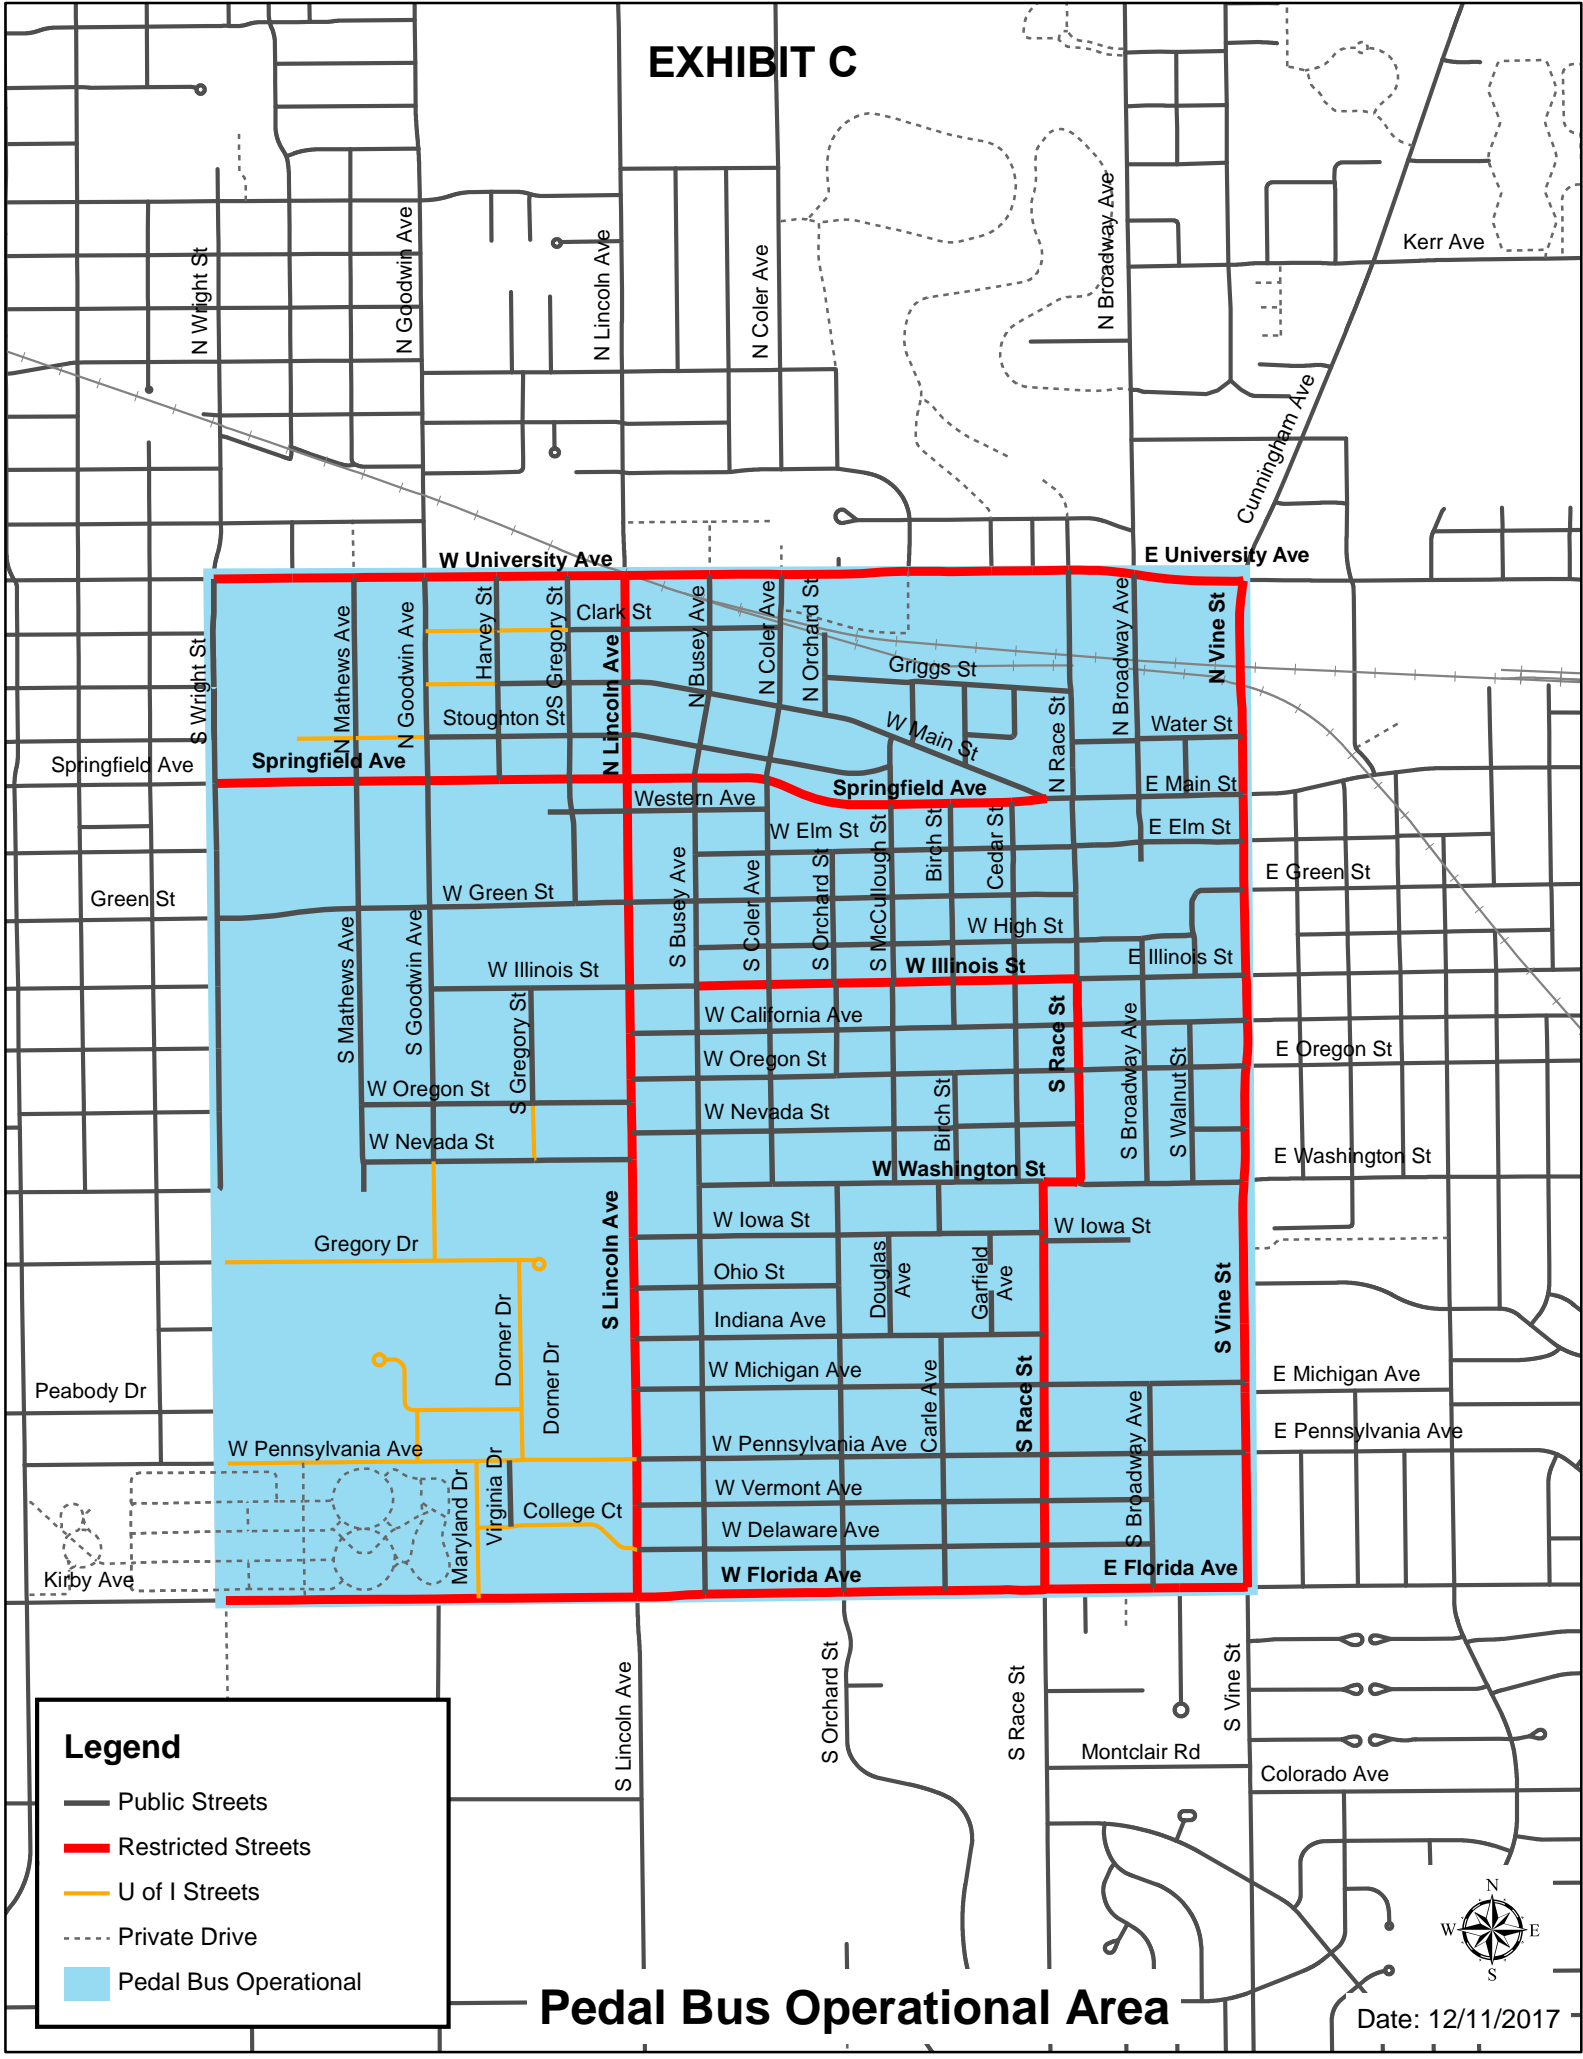 EXHIBIT C
N Wright St
N Goodwin Ave
N Lincoln Ave
N Coler Ave
N Broadway Ave
Kerr Ave
Cunningham Ave
W University Ave
E University Ave
S Wright St
N Mathews Ave
N Goodwin Ave
Harvey St
S Gregory St
Clark St
N Lincoln Ave
N Busey Ave
N Coler Ave
N Orchard St
Griggs St
N Race St
N Broadway Ave
N Vine St
Stoughton St
W Main St
Water St
Springfield Ave
Springfield Ave
Springfield Ave
E Main St
Western Ave
W Elm St
S McCullough St
Birch St
Cedar St
E Elm St
Green St
W Green St
S Busey Ave
S Coler Ave
S Orchard St
E Green St
S Mathews Ave
S Goodwin Ave
W High St
W Illinois St
W Illinois St
E Illinois St
S Gregory St
W California Ave
S Race St
S Broadway Ave
S Walnut St
W Oregon St
E Oregon St
W Oregon St
W Nevada St
Birch St
W Nevada St
W Washington St
E Washington St
S Lincoln Ave
W Iowa St
W Iowa St
Gregory Dr
Ohio St
Douglas
Ave
Garfield
Ave
S Vine St
Dorner Dr
Indiana Ave
Dorner Dr
W Michigan Ave
Carle Ave
S Race St
E Michigan Ave
Peabody Dr
S Broadway Ave
W Pennsylvania Ave
W Pennsylvania Ave
E Pennsylvania Ave
Maryland Dr
Virginia Dr
W Vermont Ave
College Ct
W Delaware Ave
Kirby Ave
W Florida Ave
E Florida Ave
S Lincoln Ave
S Orchard St
S Race St
S Vine St
Montclair Rd
Colorado Ave
Legend
Public Streets
Restricted Streets
U of I Streets
Private Drive
Pedal Bus Operational
N
W
E
S
Pedal Bus Operational Area
Date: 12/11/2017